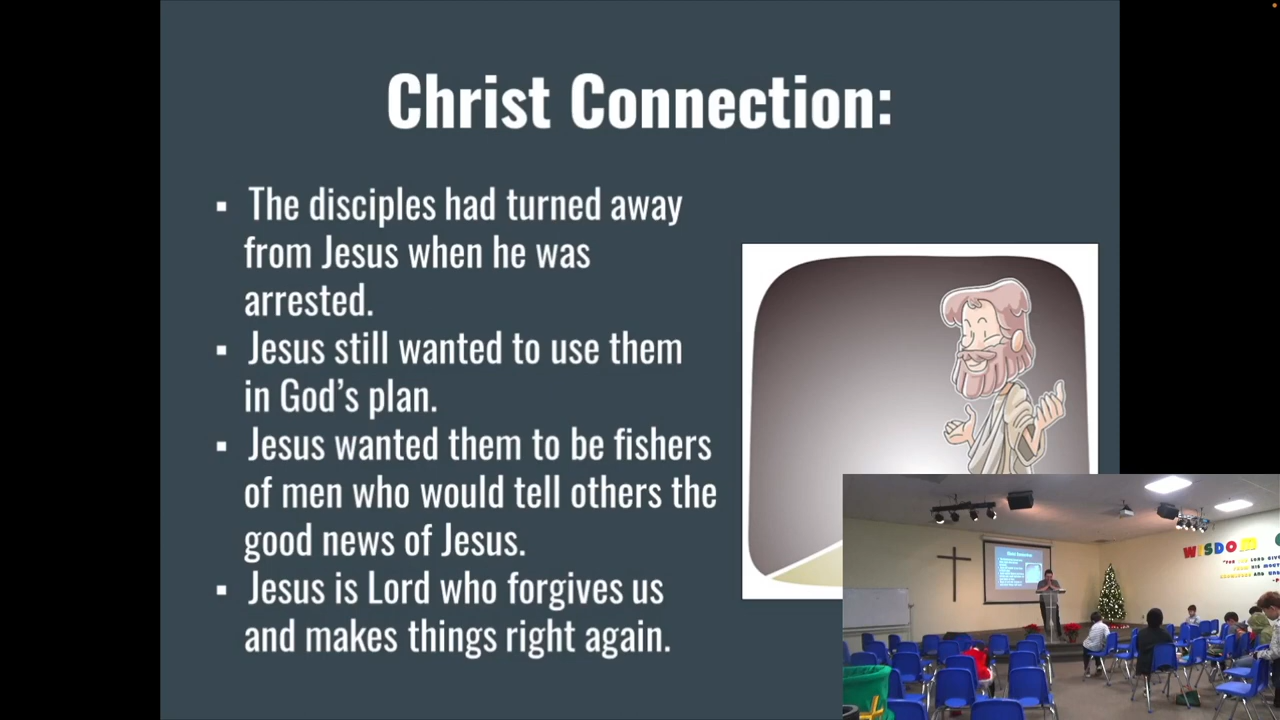 Christ Connection:
▪ The disciples had turned away
from Jesus when he was
arrested.
▪ Jesus still wanted to use them
in God’s plan.
▪ Jesus wanted them to be fishers
of men who would tell others the
good news of Jesus.
▪ Jesus is Lord who forgives us
and makes things right again.
WISDOM